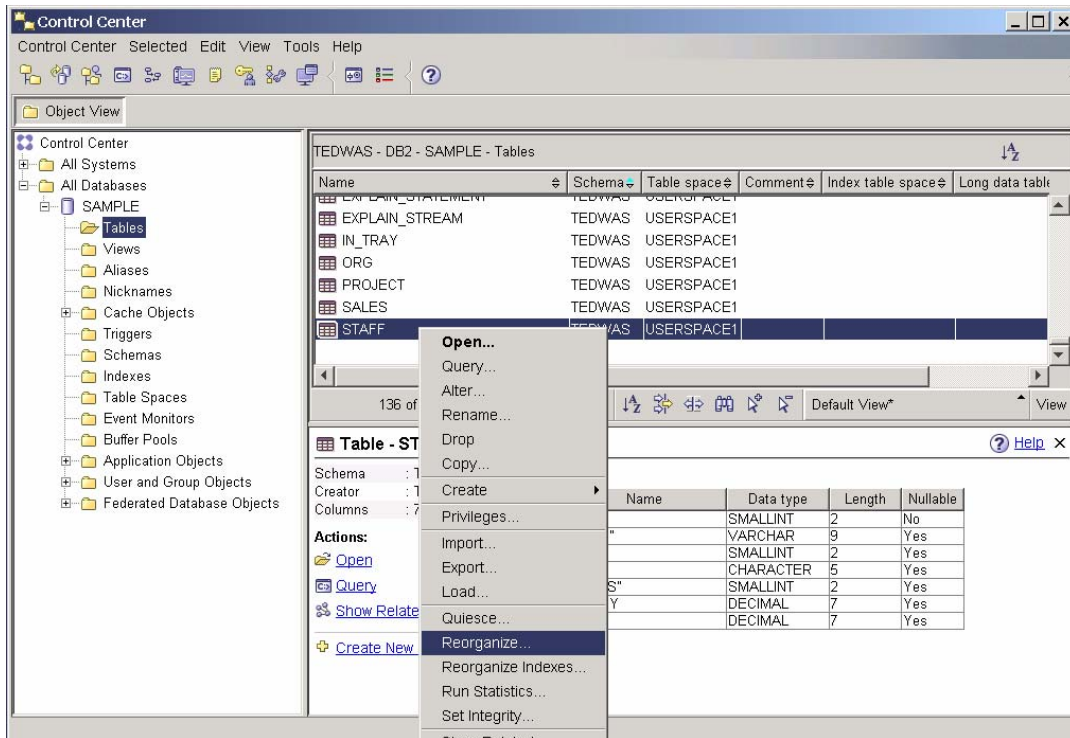 Control Center
Control Center Selected Edit View Tools Help
Object View
Control Center
All Systems
All Databases
SAMPLE
Tables
Views
Aliases
Nicknames
Cache Objects
Triggers
Schemas
Indexes
Table Spaces
Event Monitors
Buffer Pools
Application Objects
User and Group Objects
Federated Database Objects
TEDWAS - DB2 - SAMPLE - Tables
Name Schema Table space Comment Index table space Long data table
EXPLAIN_STATEMENT TEDWAS USERSPACE1
EXPLAIN_STREAM TEDWAS USERSPACE1
IN_TRAY TEDWAS USERSPACE1
ORG TEDWAS USERSPACE1
PROJECT TEDWAS USERSPACE1
SALES TEDWAS USERSPACE1
STAFF TEDWAS USERSPACE1
136 of
Default View*
View
Open...
Query...
Alter...
Rename...
Drop
Copy...
Create
Privileges...
Import...
Export...
Load...
Quiesce...
Reorganize...
Reorganize Indexes...
Run Statistics...
Set Integrity...
Table - ST
Help
Schema : T
Creator : T
Columns : 7
Actions:
Open
Query
Show Relate
Create New
Name Data type Length Nullable
SMALLINT 2 No
" VARCHAR 9 Yes
SMALLINT 2 Yes
CHARACTER 5 Yes
S" SMALLINT 2 Yes
Y DECIMAL 7 Yes
DECIMAL 7 Yes